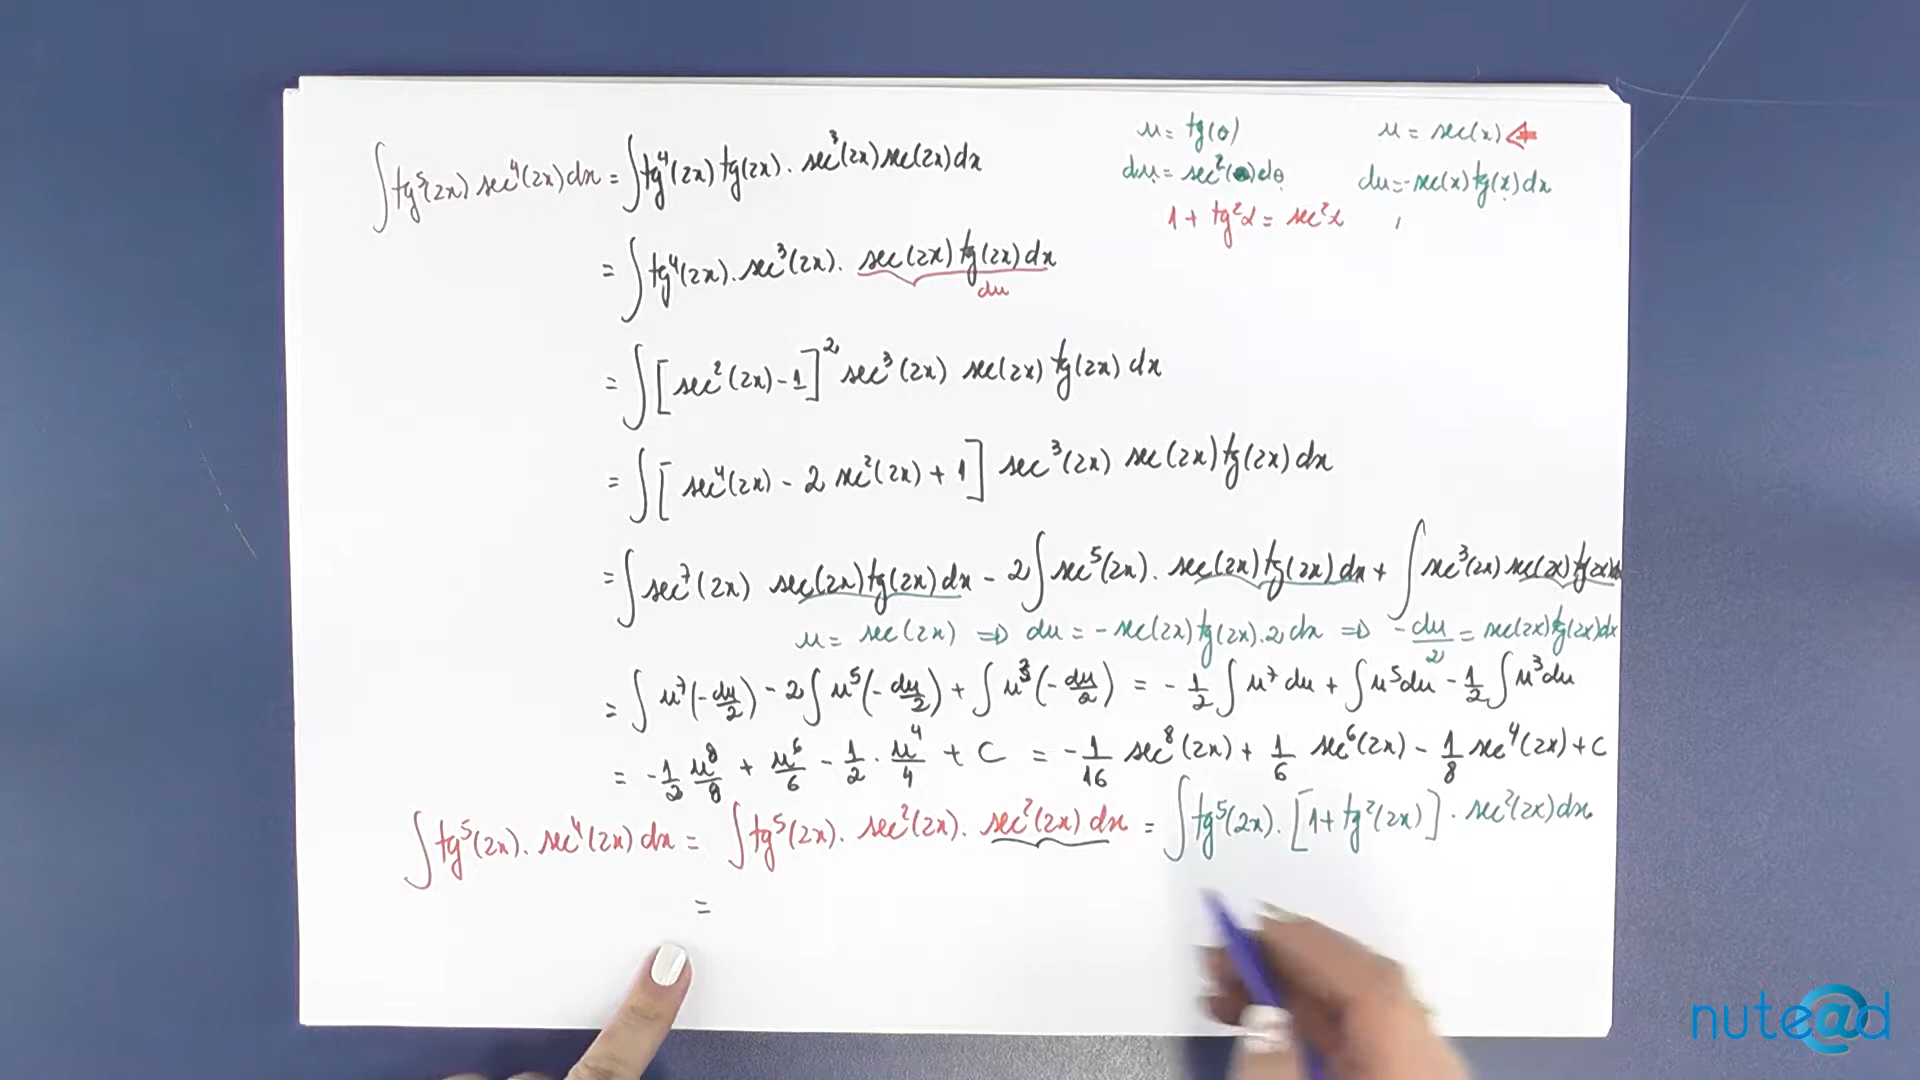 ∫tg⁵(2x) sec⁴(2x)dx = ∫tg⁴(2x) tg(2x) · sec³(2x) sec(2x)dx
u = tg(θ)
du = sec²(θ)dθ
1 + tg²α = sec²α
u = sec(x)
du = -sec(x) tg(x)dx
= ∫tg⁴(2x) · sec³(2x) · sec(2x) tg(2x) dx
du
= ∫[sec²(2x) - 1]² sec³(2x) sec(2x) tg(2x) dx
= ∫[sec⁴(2x) - 2 sec²(2x) + 1] sec³(2x) sec(2x) tg(2x) dx
= ∫sec⁷(2x) sec(2x) tg(2x) dx - 2∫sec⁵(2x) · sec(2x) tg(2x) dx + ∫sec³(2x) sec(2x) tg(2x)d
u = sec(2x) ⇒ du = -sec(2x) tg(2x) · 2 dx ⇒ -du/2 = sec(2x) tg(2x)dx
= ∫u⁷(-du/2) - 2∫u⁵(-du/2) + ∫u³(-du/2) = -1/2 ∫u⁷ du + ∫u⁵du - 1/2 ∫u³du
= -1/2 u⁸/8 + u⁶/6 - 1/2 · u⁴/4 + C = -1/16 sec⁸(2x) + 1/6 sec⁶(2x) - 1/8 sec⁴(2x) + C
∫tg⁵(2x) · sec⁴(2x) dx = ∫tg⁵(2x) · sec²(2x) · sec²(2x) dx = ∫tg⁵(2x) · [1 + tg²(2x)] · sec²(2x)dx
=
nute@d